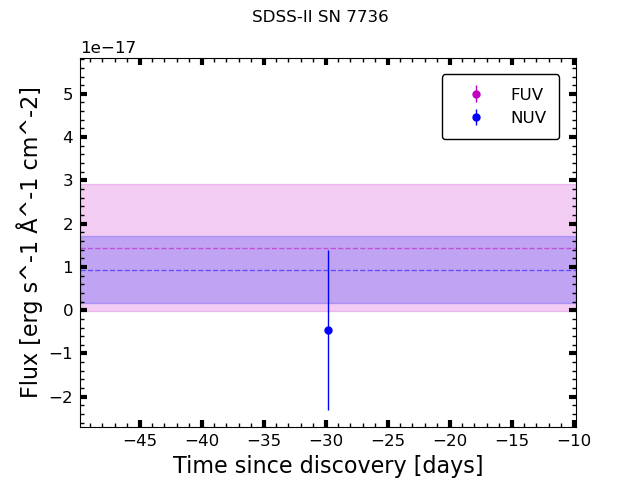 SDSS-II SN 7736
1e−17
Flux [erg s^-1 Å^-1 cm^-2]
5
4
3
2
1
0
−1
−2
FUV
NUV
−45 −40 −35 −30 −25 −20 −15 −10
Time since discovery [days]